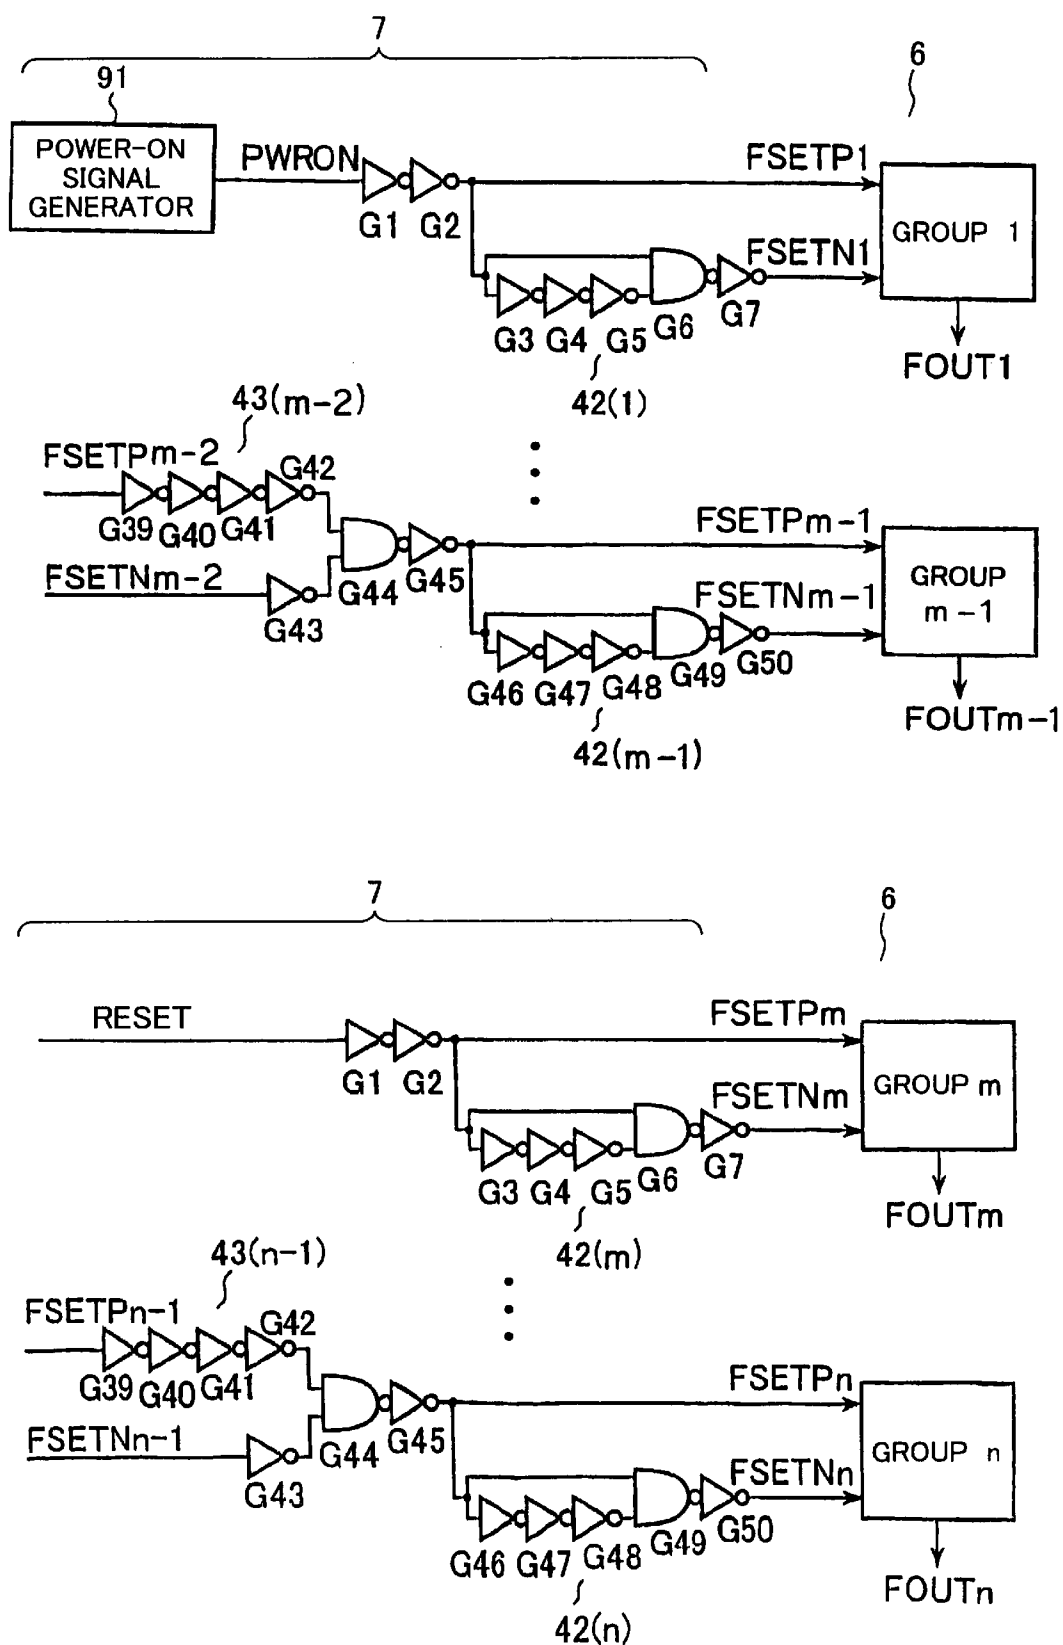 7
6
91
POWER-ON
SIGNAL
GENERATOR
PWRON
G1 G2
FSETP1
FSETN1
GROUP 1
G3 G4 G5 G6 G7
42(1)
FOUT1
43(m-2)
FSETPm-2
G39 G40 G41 G42
FSETNm-2
G43
G44 G45
FSETPm-1
FSETNm-1
GROUP
m-1
G46 G47 G48 G49 G50
42(m-1)
FOUTm-1
7
6
RESET
G1 G2
FSETPm
FSETNm
GROUP m
G3 G4 G5 G6 G7
42(m)
FOUTm
43(n-1)
FSETPn-1
G39 G40 G41 G42
FSETNn-1
G43
G44 G45
FSETPn
FSETNn
GROUP n
G46 G47 G48 G49 G50
42(n)
FOUTn